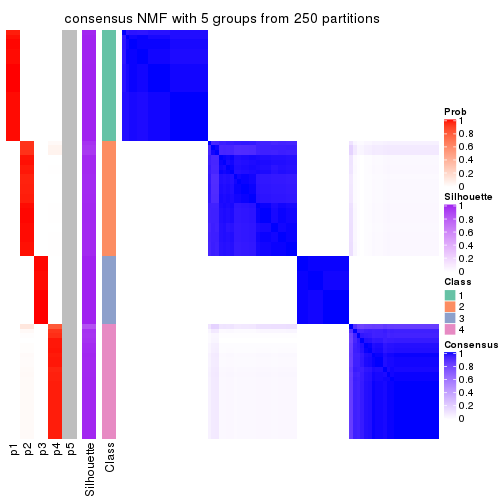 consensus NMF with 5 groups from 250 partitions
Prob
1
0.8
0.6
0.4
0.2
0
Silhouette
1
0.8
0.6
0.4
0.2
0
Class
1
2
3
4
Consensus
1
0.8
0.6
0.4
0.2
0
p1
p2
p3
p4
p5
Silhouette
Class